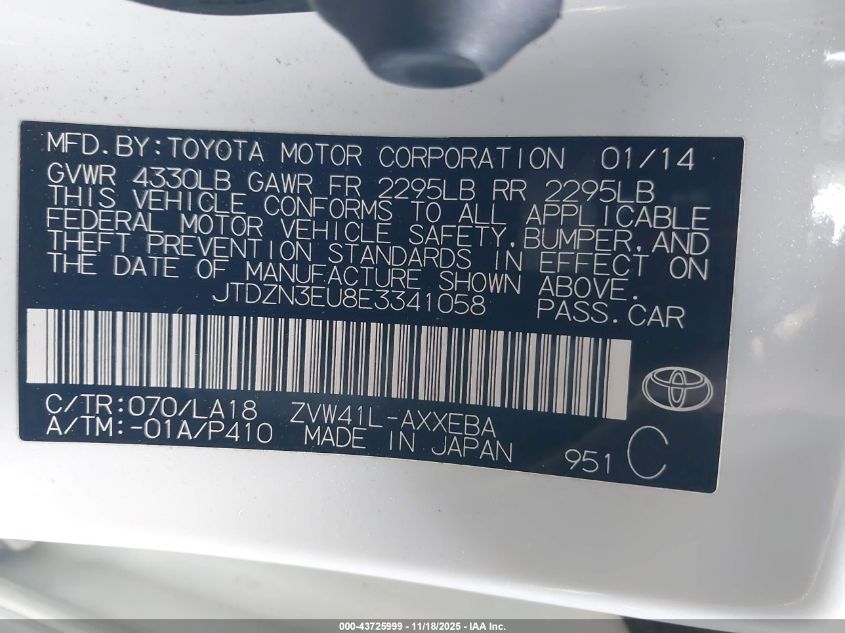 MFD.BY:TOYOTA MOTOR CORPORATION 01/14
GVWR 4330LB GAWR FR 2295LB RR 2295LB
THIS VEHICLE CONFORMS TO ALL APPLICABLE
FEDERAL MOTOR VEHICLE SAFETY,BUMPER,AND
THEFT PREVENTION STANDARDS IN EFFECT ON
THE DATE OF MANUFACTURE SHOWN ABOVE.
JTDZN3EU8E3341058 PASS.CAR
C/TR:070/LA18 ZVW41L-AXXEBA
A/TM:-01A/P410 MADE IN JAPAN
951 C
000-43725999 - 11/18/2025 - IAA Inc.